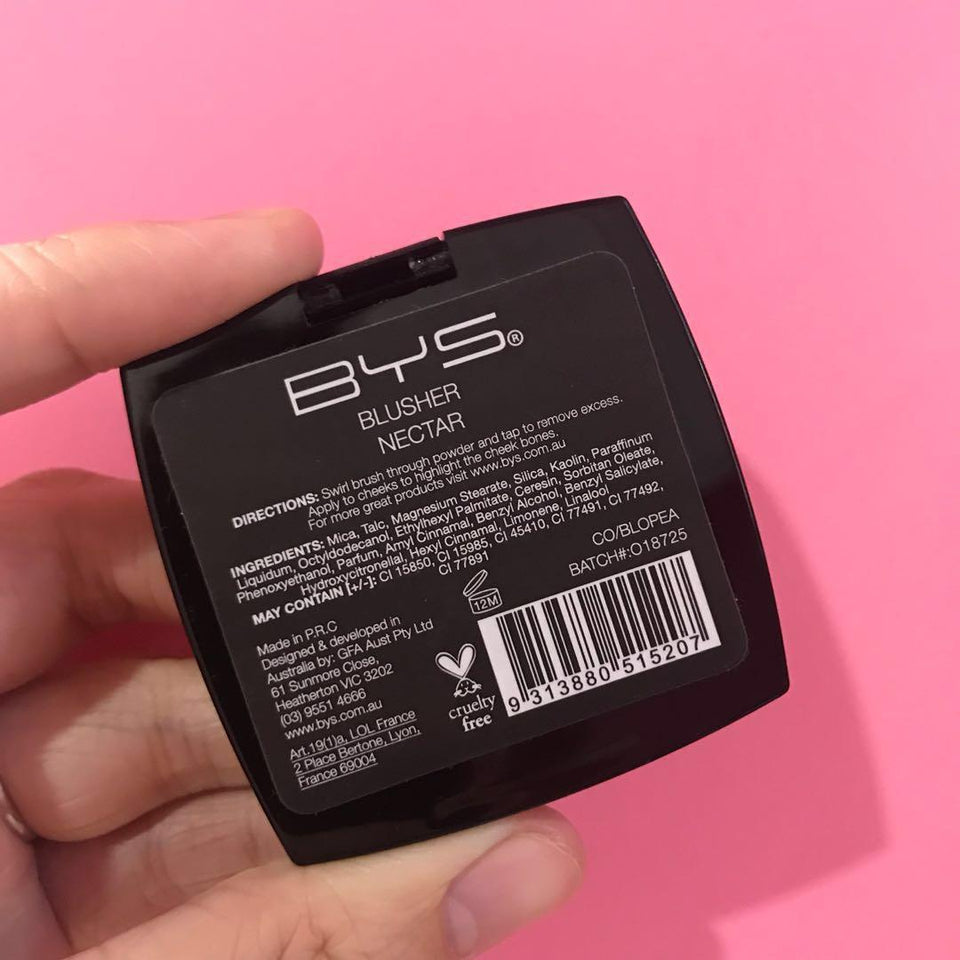 BYS®
BLUSHER
NECTAR
DIRECTIONS: Swirl brush through powder and tap to remove excess.
Apply to cheeks to highlight the cheek bones.
For more great products visit www.bys.com.au
INGREDIENTS: Mica, Talc, Magnesium Stearate, Silica, Kaolin, Paraffinum
Liquidum, Octyldodecanol, Ethylhexyl Palmitate, Ceresin, Sorbitan Oleate,
Phenoxyethanol, Parfum, Amyl Cinnamal, Benzyl Alcohol, Benzyl Salicylate,
Hydroxycitronellal, Hexyl Cinnamal, Limonene, Linalool
MAY CONTAIN [+/-]: CI 15850, CI 15985, CI 45410, CI 77491, CI 77492,
CI 77891
CO/BLOPEA
BATCH#:O18725
12M
Made in P.R.C
Designed & developed in
Australia by: GFA Aust Pty Ltd
61 Sunmore Close,
Heatherton VIC 3202
(03) 9551 4666
www.bys.com.au
Art.19(1)a, LOL France
2 Place Bertone, Lyon,
France 69004
cruelty
free
9 313880 515207